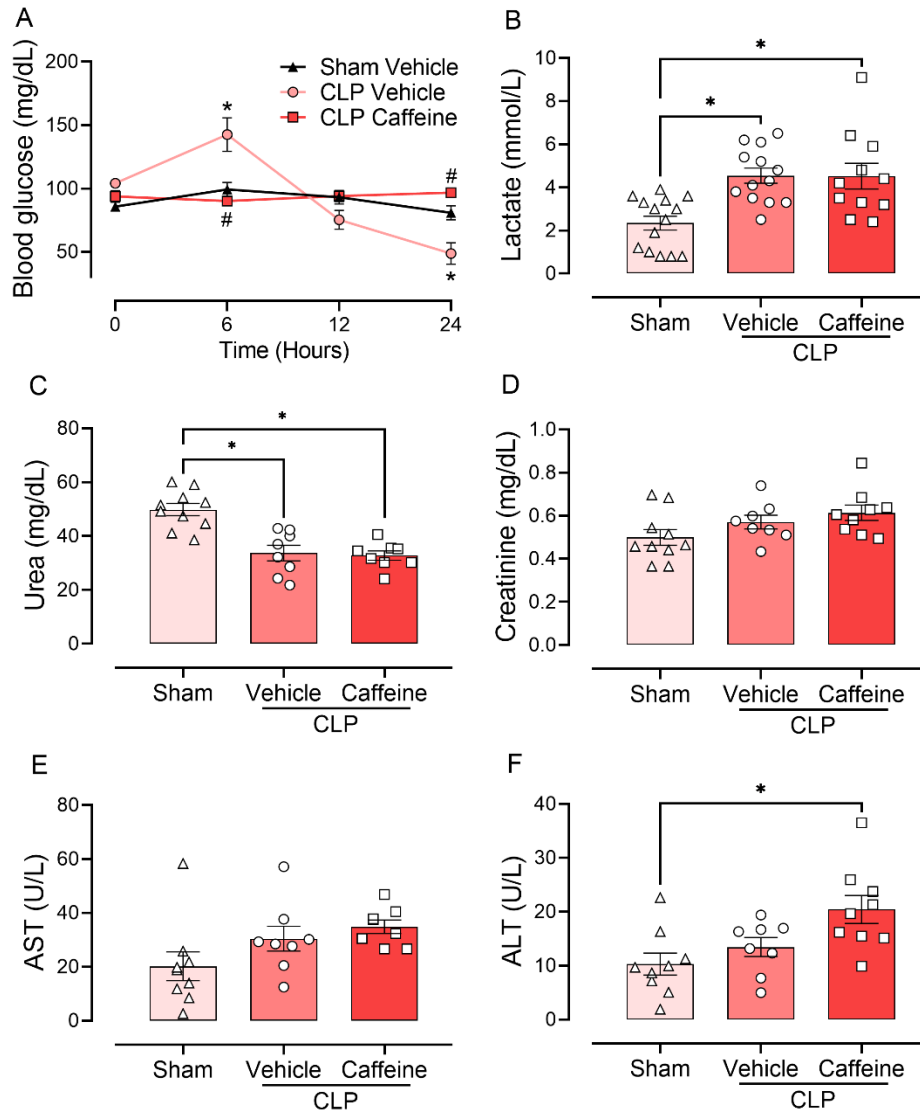 A
Blood glucose (mg/dL)
200
150
100
50
Sham Vehicle
CLP Vehicle
CLP Caffeine
*
#
#
*
0 6 12 24
Time (Hours)
B
Lactate (mmol/L)
10
8
6
4
2
0
*
*
Sham Vehicle Caffeine
CLP
C
Urea (mg/dL)
80
60
40
20
0
*
*
Sham Vehicle Caffeine
CLP
D
Creatinine (mg/dL)
1.0
0.8
0.6
0.4
0.2
0.0
Sham Vehicle Caffeine
CLP
E
AST (U/L)
80
60
40
20
0
Sham Vehicle Caffeine
CLP
F
ALT (U/L)
40
30
20
10
0
*
Sham Vehicle Caffeine
CLP